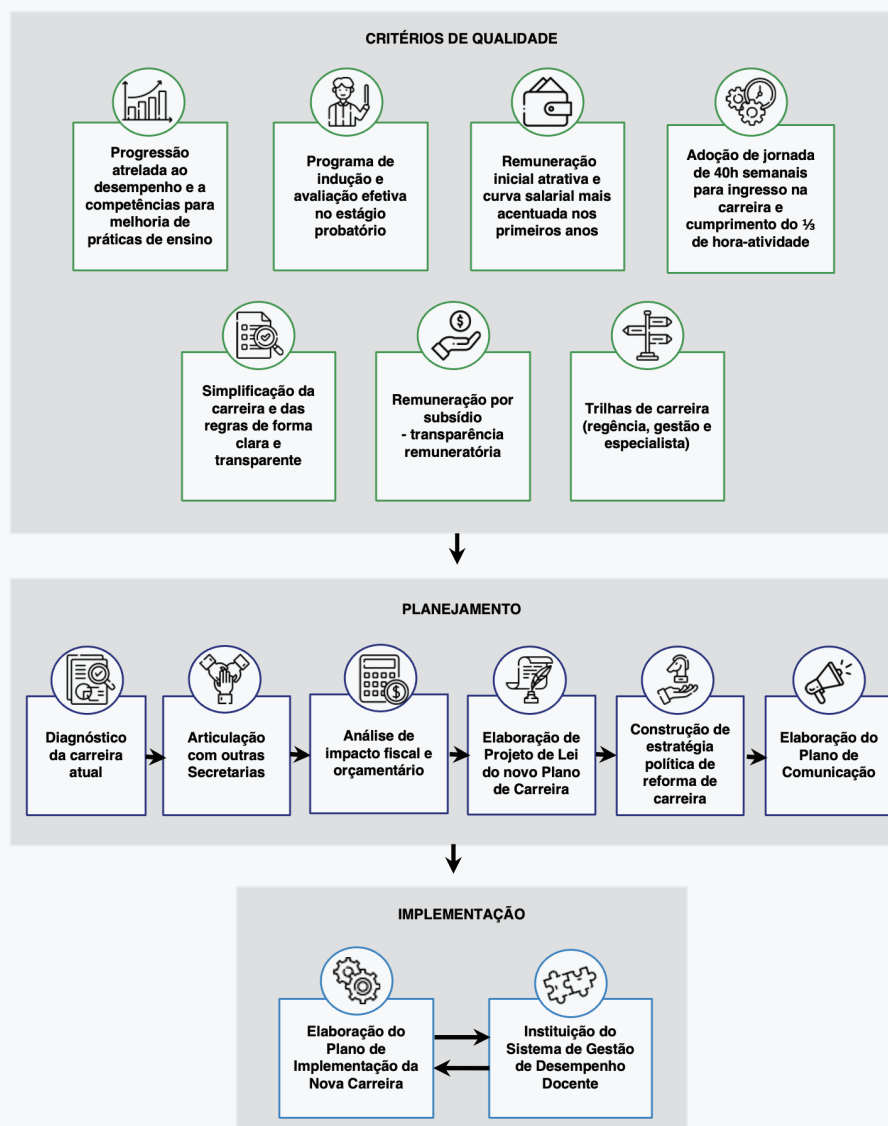 CRITÉRIOS DE QUALIDADE
Progressão
atrelada ao
desempenho e a
competências para
melhoria de
práticas de ensino
Programa de
indução e
avaliação efetiva
no estágio
probatório
Remuneração
inicial atrativa e
curva salarial mais
acentuada nos
primeiros anos
Adoção de jornada
de 40h semanais
para ingresso na
carreira e
cumprimento do ⅓
de hora-atividade
Simplificação da
carreira e das
regras de forma
clara e
transparente
Remuneração por
subsídio
- transparência
remuneratória
Trilhas de carreira
(regência, gestão e
especialista)
PLANEJAMENTO
Diagnóstico
da carreira
atual
Articulação
com outras
Secretarias
Análise de
impacto fiscal e
orçamentário
Elaboração de
Projeto de Lei
do novo Plano
de Carreira
Construção de
estratégia
política de
reforma de
carreira
Elaboração do
Plano de
Comunicação
IMPLEMENTAÇÃO
Elaboração do
Plano de
Implementação da
Nova Carreira
Instituição do
Sistema de Gestão
de Desempenho
Docente